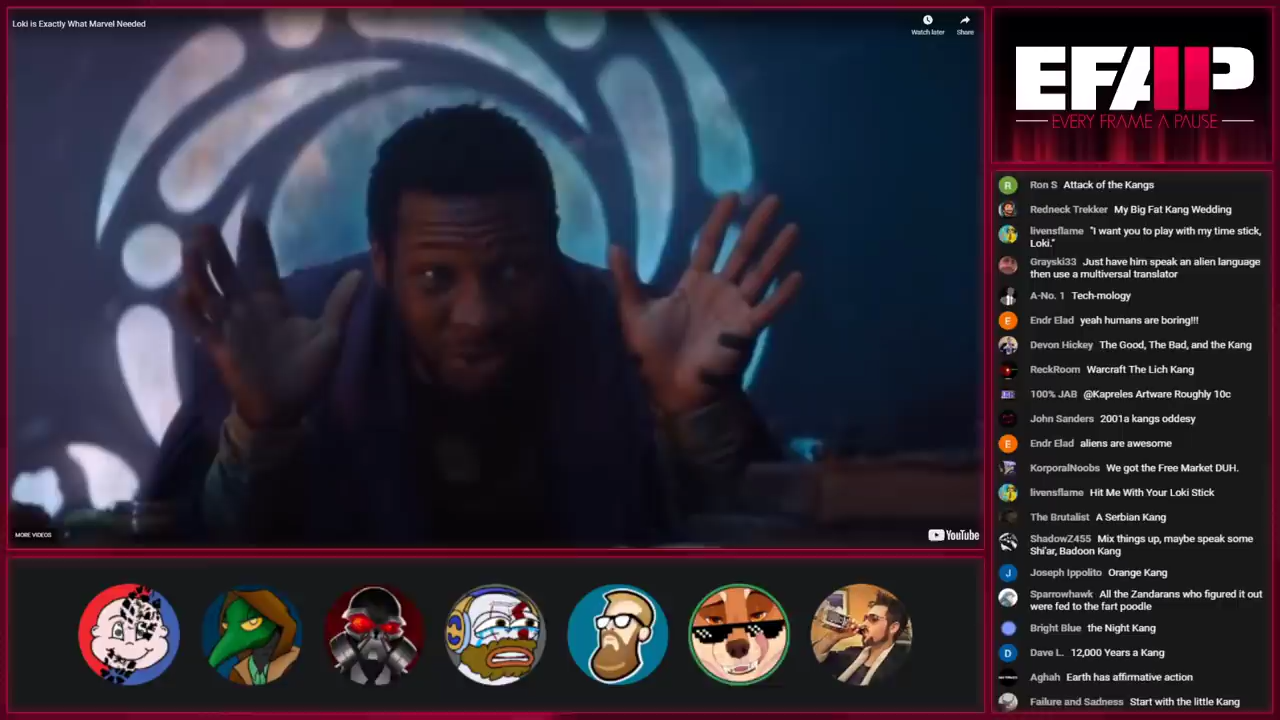 Loki is Exactly What Marvel Needed
Watch later
Share
MORE VIDEOS
YouTube
EFAP
EVERY FRAME A PAUSE
R
Ron S Attack of the Kangs
Redneck Trekker My Big Fat Kang Wedding
livensflame "I want you to play with my time stick,
Loki."
Grayski33 Just have him speak an alien language
then use a multiversal translator
A-No. 1 Tech-mology
E
Endr Elad yeah humans are boring!!!
Devon Hickey The Good, The Bad, and the Kang
ReckRoom Warcraft The Lich Kang
100% JAB @Kapreles Artware Roughly 10c
John Sanders 2001a kangs oddesy
E
Endr Elad aliens are awesome
KorporalNoobs We got the Free Market DUH.
livensflame Hit Me With Your Loki Stick
The Brutalist A Serbian Kang
ShadowZ455 Mix things up, maybe speak some
Shi'ar, Badoon Kang
J
Joseph Ippolito Orange Kang
Sparrowhawk All the Zandarans who figured it out
were fed to the fart poodle
Bright Blue the Night Kang
D
Dave L. 12,000 Years a Kang
Aghah Earth has affirmative action
Failure and Sadness Start with the little Kang